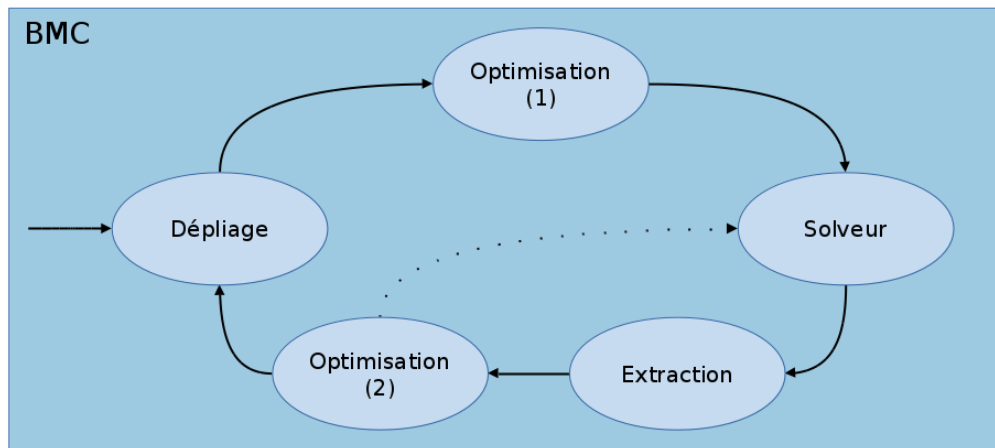 BMC
Optimisation
(1)
Dépliage
Solveur
Optimisation
(2)
Extraction